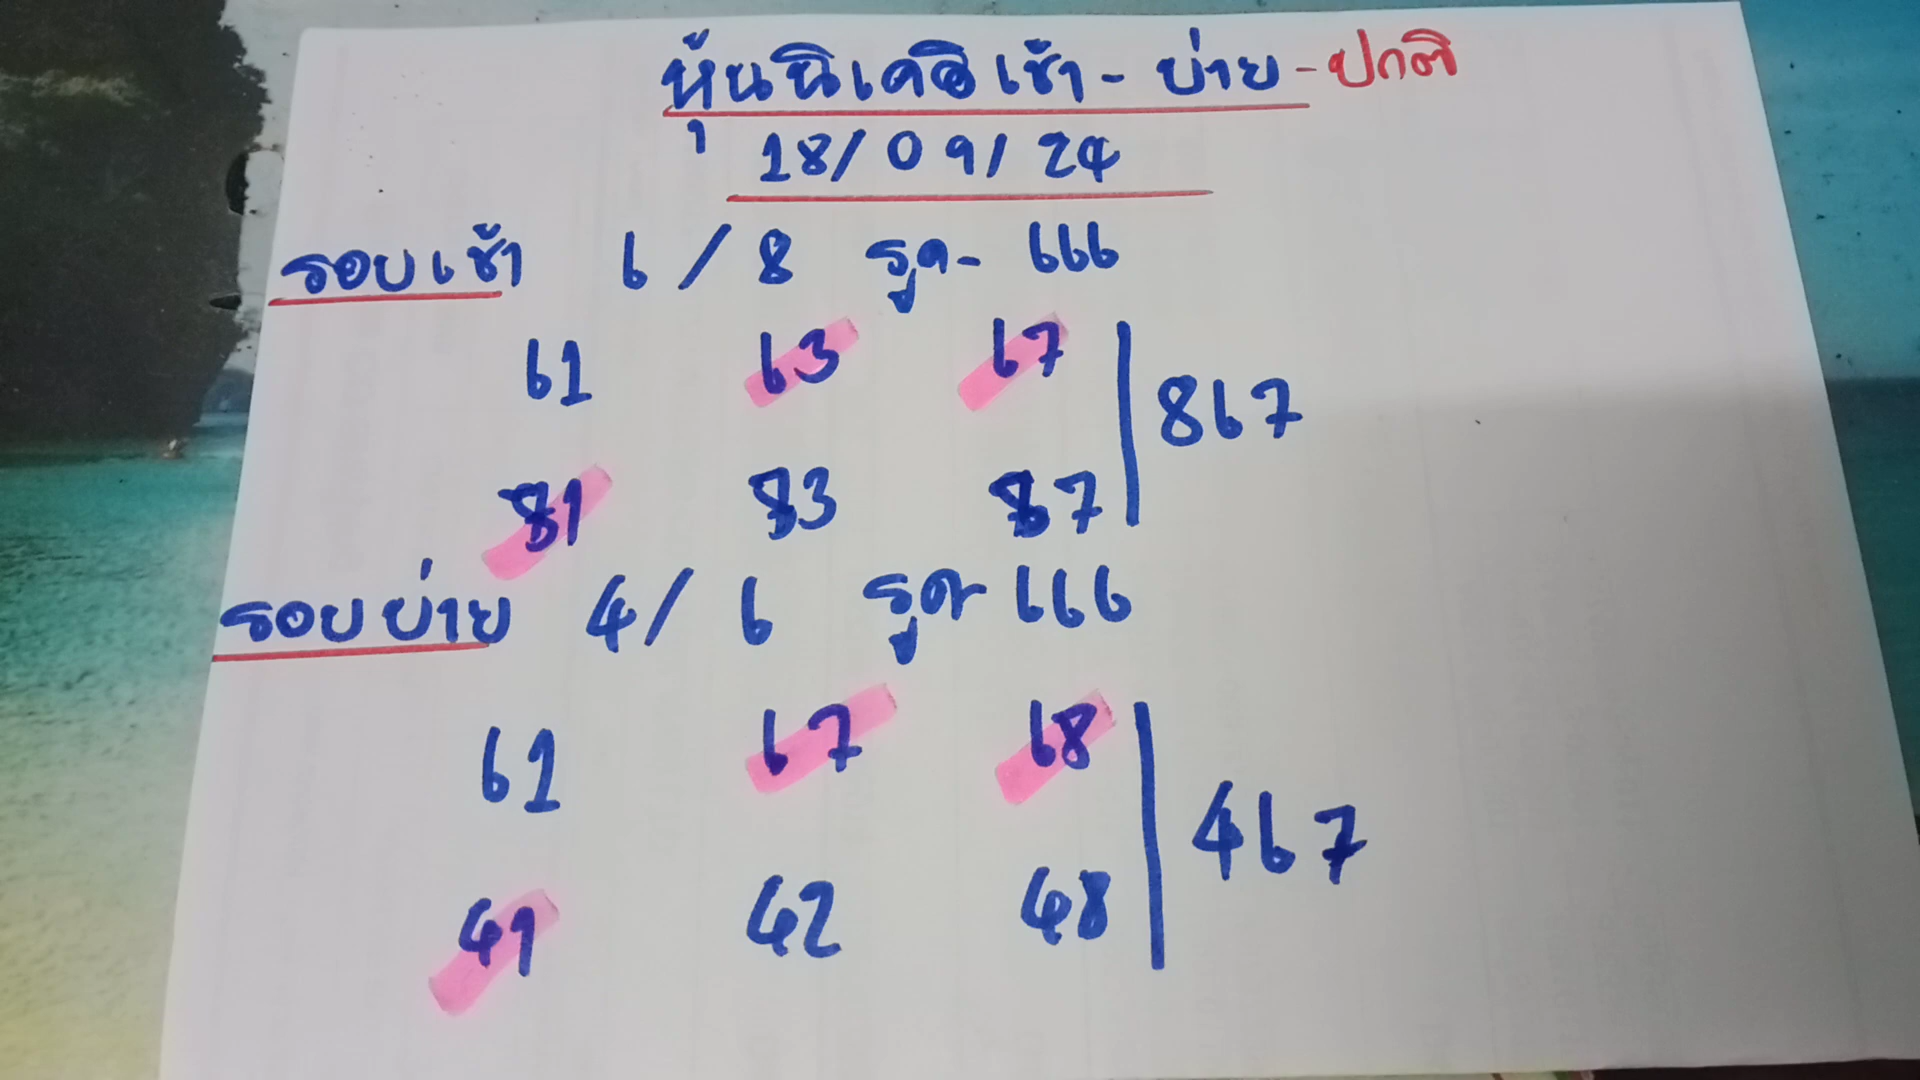 หุ้นนิเคอิเช้า - บ่าย - ปกติ
18/09/24
รอบเช้า 6 / 8 รูด - 666
61 63 67
867
81 83 87
รอบบ่าย 4 / 6 รูด - 666
61 67 68
467
41 42 48